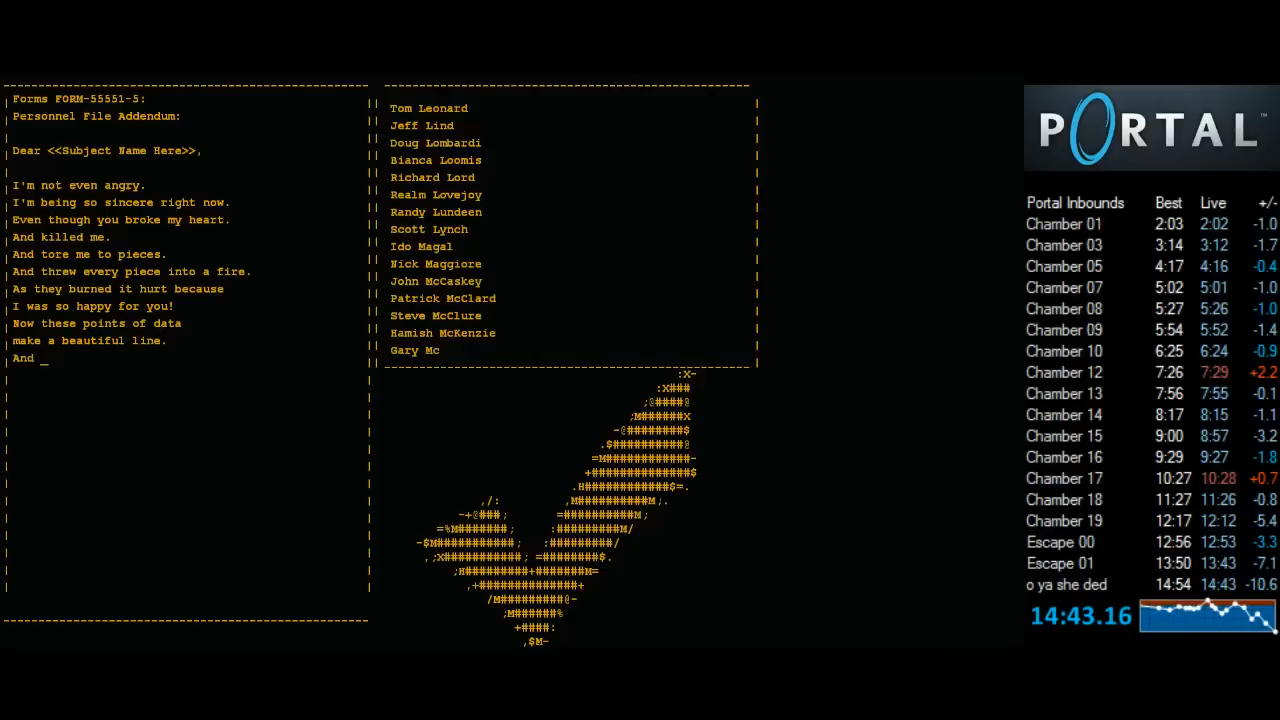 Forms FORM-55551-5:
Personnel File Addendum:
Dear <<Subject Name Here>>,
I'm not even angry.
I'm being so sincere right now.
Even though you broke my heart.
And killed me.
And tore me to pieces.
And threw every piece into a fire.
As they burned it hurt because
I was so happy for you!
Now these points of data
make a beautiful line.
And _
Tom Leonard
Jeff Lind
Doug Lombardi
Bianca Loomis
Richard Lord
Realm Lovejoy
Randy Lundeen
Scott Lynch
Ido Magal
Nick Maggiore
John McCaskey
Patrick McClard
Steve McClure
Hamish McKenzie
Gary Mc
PORTAL™
Portal Inbounds Best Live +/-
Chamber 01 2:03 2:02 -1.0
Chamber 03 3:14 3:12 -1.7
Chamber 05 4:17 4:16 -0.4
Chamber 07 5:02 5:01 -1.0
Chamber 08 5:27 5:26 -1.0
Chamber 09 5:54 5:52 -1.4
Chamber 10 6:25 6:24 -0.9
Chamber 12 7:26 7:29 +2.2
Chamber 13 7:56 7:55 -0.1
Chamber 14 8:17 8:15 -1.1
Chamber 15 9:00 8:57 -3.2
Chamber 16 9:29 9:27 -1.8
Chamber 17 10:27 10:28 +0.7
Chamber 18 11:27 11:26 -0.8
Chamber 19 12:17 12:12 -5.4
Escape 00 12:56 12:53 -3.3
Escape 01 13:50 13:43 -7.1
o ya she ded 14:54 14:43 -10.6
14:43.16